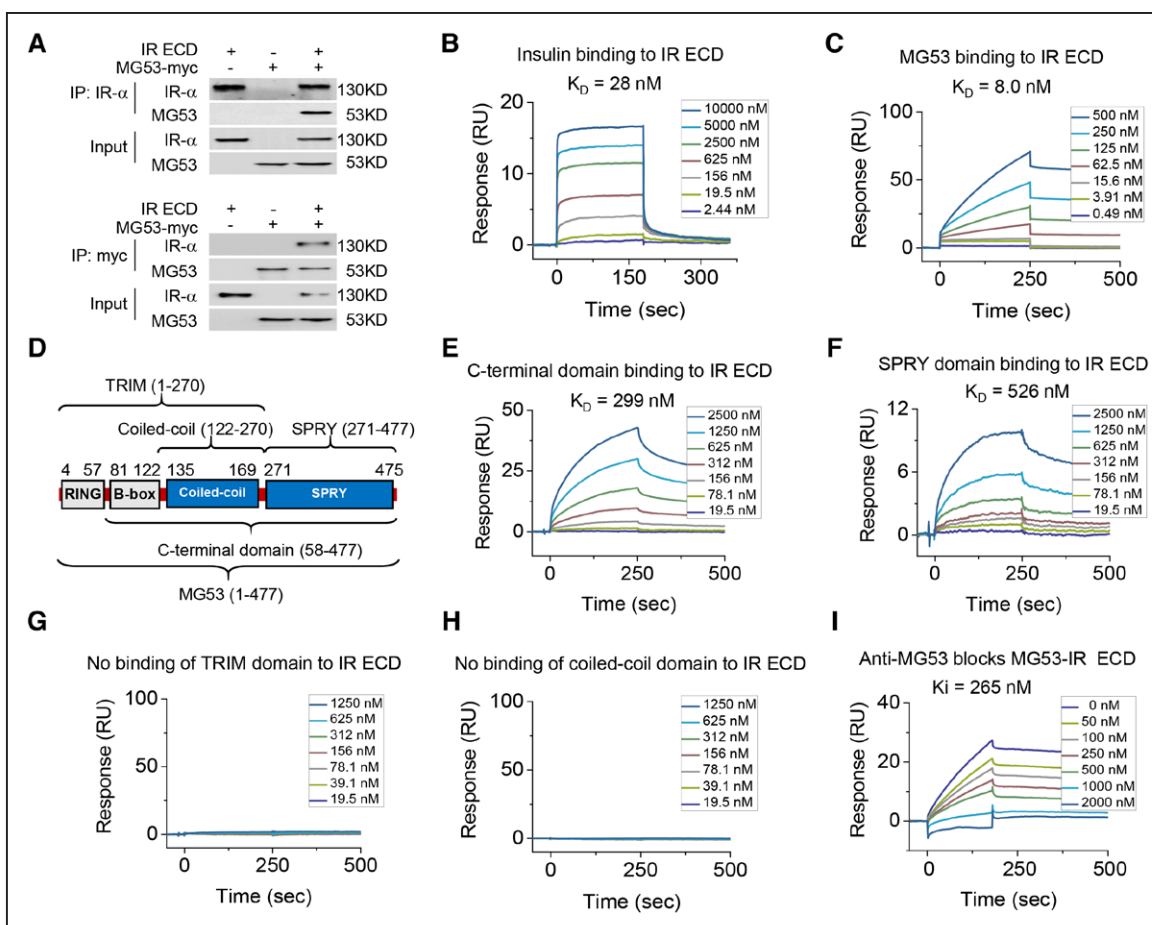 A
IR ECD + - +
MG53-myc - + +
IP: IR-α
IR-α 130KD
MG53 53KD
Input
IR-α 130KD
MG53 53KD
IR ECD + - +
MG53-myc - + +
IP: myc
IR-α 130KD
MG53 53KD
Input
IR-α 130KD
MG53 53KD
B
Insulin binding to IR ECD
K_D = 28 nM
Response (RU)
20
15
10
5
0
10000 nM
5000 nM
2500 nM
625 nM
156 nM
19.5 nM
2.44 nM
0 180 360
Time (sec)
C
MG53 binding to IR ECD
K_D = 8.0 nM
Response (RU)
100
50
0
500 nM
250 nM
125 nM
62.5 nM
15.6 nM
3.91 nM
0.49 nM
0 250 500
Time (sec)
D
TRIM (1-270)
Coiled-coil (122-270) SPRY (271-477)
4 57 81 122 135 169 271 475
RING B-box Coiled-coil SPRY
C-terminal domain (58-477)
MG53 (1-477)
E
C-terminal domain binding to IR ECD
K_D = 299 nM
Response (RU)
50
25
0
2500 nM
1250 nM
625 nM
312 nM
156 nM
78.1 nM
19.5 nM
0 250 500
Time (sec)
F
SPRY domain binding to IR ECD
K_D = 526 nM
Response (RU)
12
6
0
2500 nM
1250 nM
625 nM
312 nM
156 nM
78.1 nM
19.5 nM
0 250 500
Time (sec)
G
No binding of TRIM domain to IR ECD
Response (RU)
100
50
0
1250 nM
625 nM
312 nM
156 nM
78.1 nM
39.1 nM
19.5 nM
0 250 500
Time (sec)
H
No binding of coiled-coil domain to IR ECD
Response (RU)
100
50
0
1250 nM
625 nM
312 nM
156 nM
78.1 nM
39.1 nM
19.5 nM
0 250 500
Time (sec)
I
Anti-MG53 blocks MG53-IR ECD
Ki = 265 nM
Response (RU)
40
20
0
0 nM
50 nM
100 nM
250 nM
500 nM
1000 nM
2000 nM
0 250 500
Time (sec)